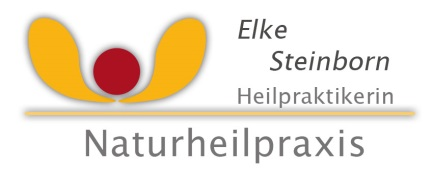 Elke
Steinborn
Heilpraktikerin
Naturheilpraxis